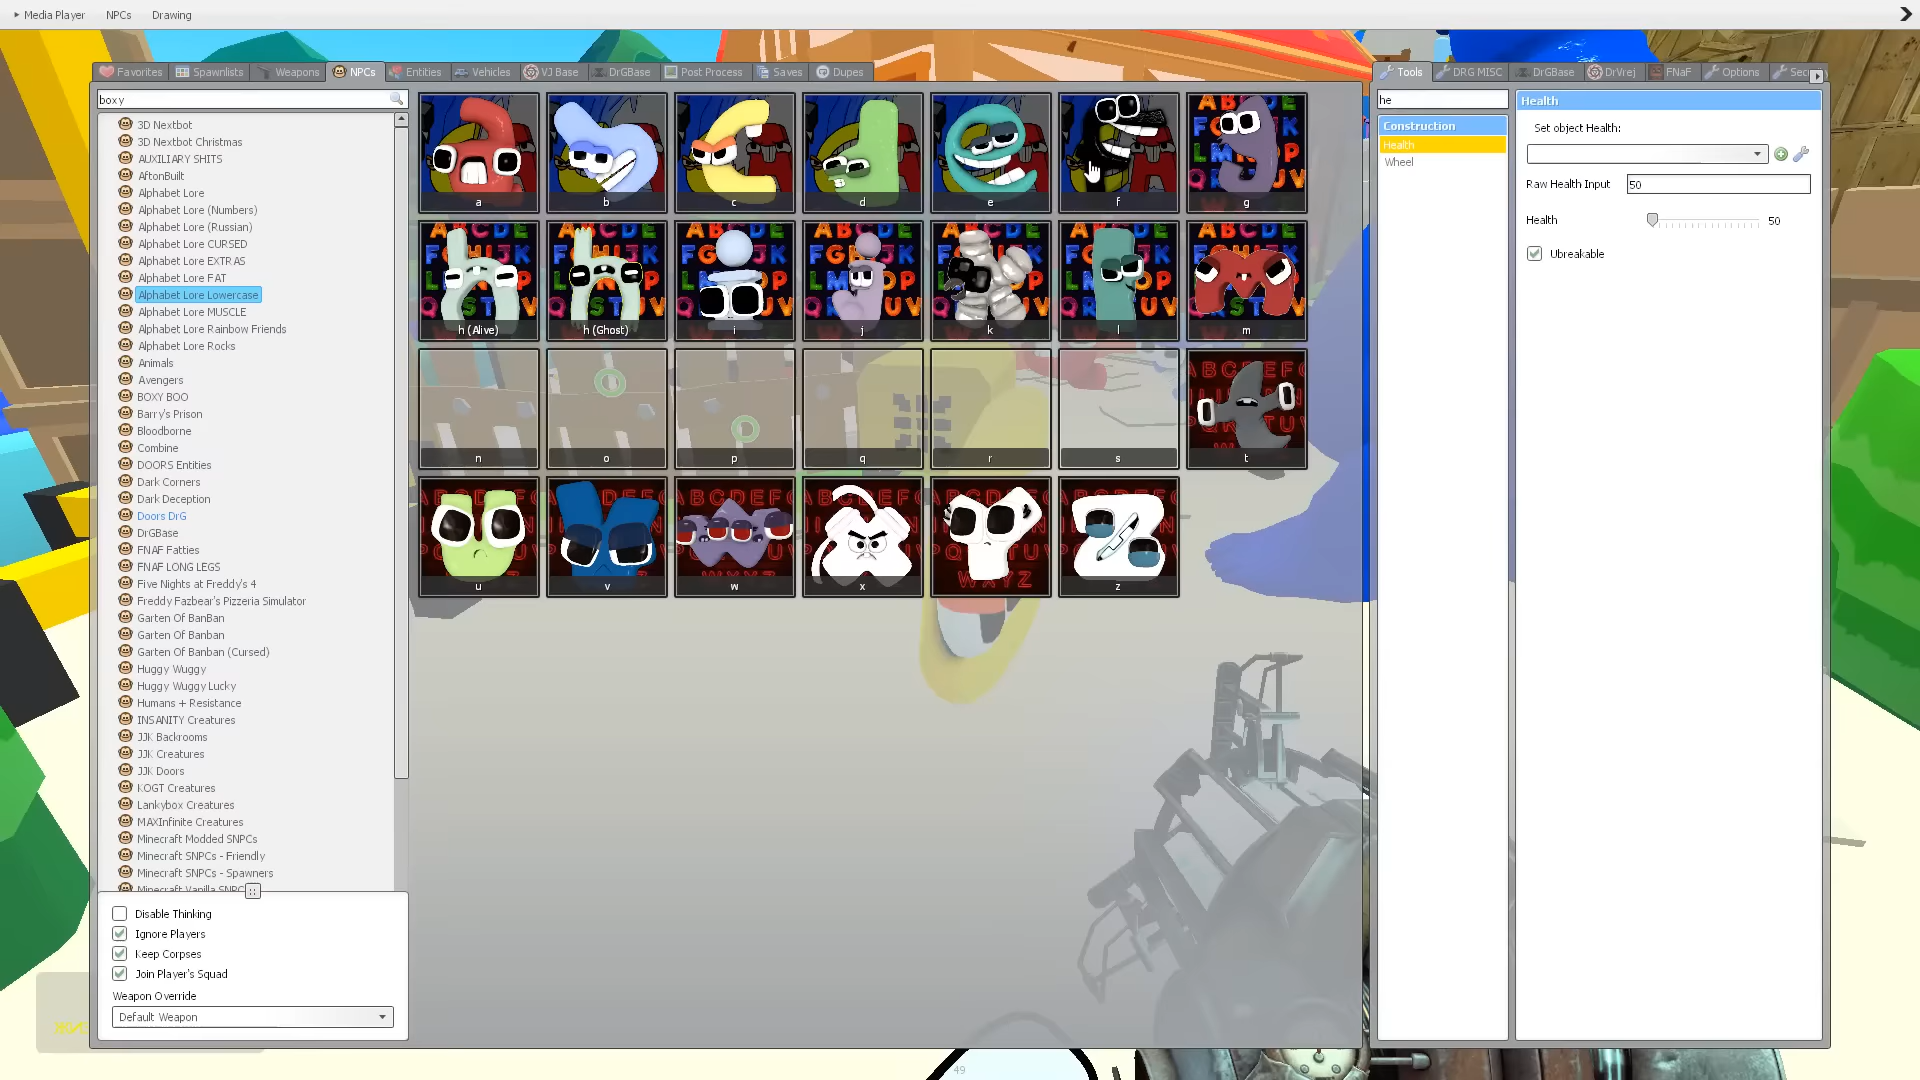 Media Player NPCs Drawing
Favorites Spawnlists Weapons NPCs Entities Vehicles VJ Base DrGBase Post Process Saves Dupes
Tools DRG MISC DrGBase DrVrej FNaF Options
boxy
3D Nextbot
3D Nextbot Christmas
AUXILIARY SHITS
AftonBuilt
Alphabet Lore
Alphabet Lore (Numbers)
Alphabet Lore (Russian)
Alphabet Lore CURSED
Alphabet Lore EXTRAS
Alphabet Lore FAT
Alphabet Lore Lowercase
Alphabet Lore MUSCLE
Alphabet Lore Rainbow Friends
Alphabet Lore Rocks
Animals
Avengers
BOXY BOO
Barry's Prison
Bloodborne
Combine
DOORS Entities
Dark Corners
Dark Deception
Doors DrG
DrGBase
FNAF Fatties
FNAF LONG LEGS
Five Nights at Freddy's 4
Freddy Fazbear's Pizzeria Simulator
Garten Of BanBan
Garten Of Banban
Garten Of Banban (Cursed)
Huggy Wuggy
Huggy Wuggy Lucky
Humans + Resistance
INSANITY Creatures
JJK Backrooms
JJK Creatures
JJK Doors
KOGT Creatures
Lankybox Creatures
MAXInfinite Creatures
Minecraft Modded SNPCs
Minecraft SNPCs - Friendly
Minecraft SNPCs - Spawners
Minecraft Vanilla SNPC
Disable Thinking
Ignore Players
Keep Corpses
Join Player's Squad
Weapon Override
Default Weapon
a b c d e f g
h (Alive) h (Ghost) i j k l m
n o p q r s t
u v w x y z
he
Construction
Health
Wheel
Health
Set object Health:
Raw Health Input 50
Health 50
Ubreakable
49